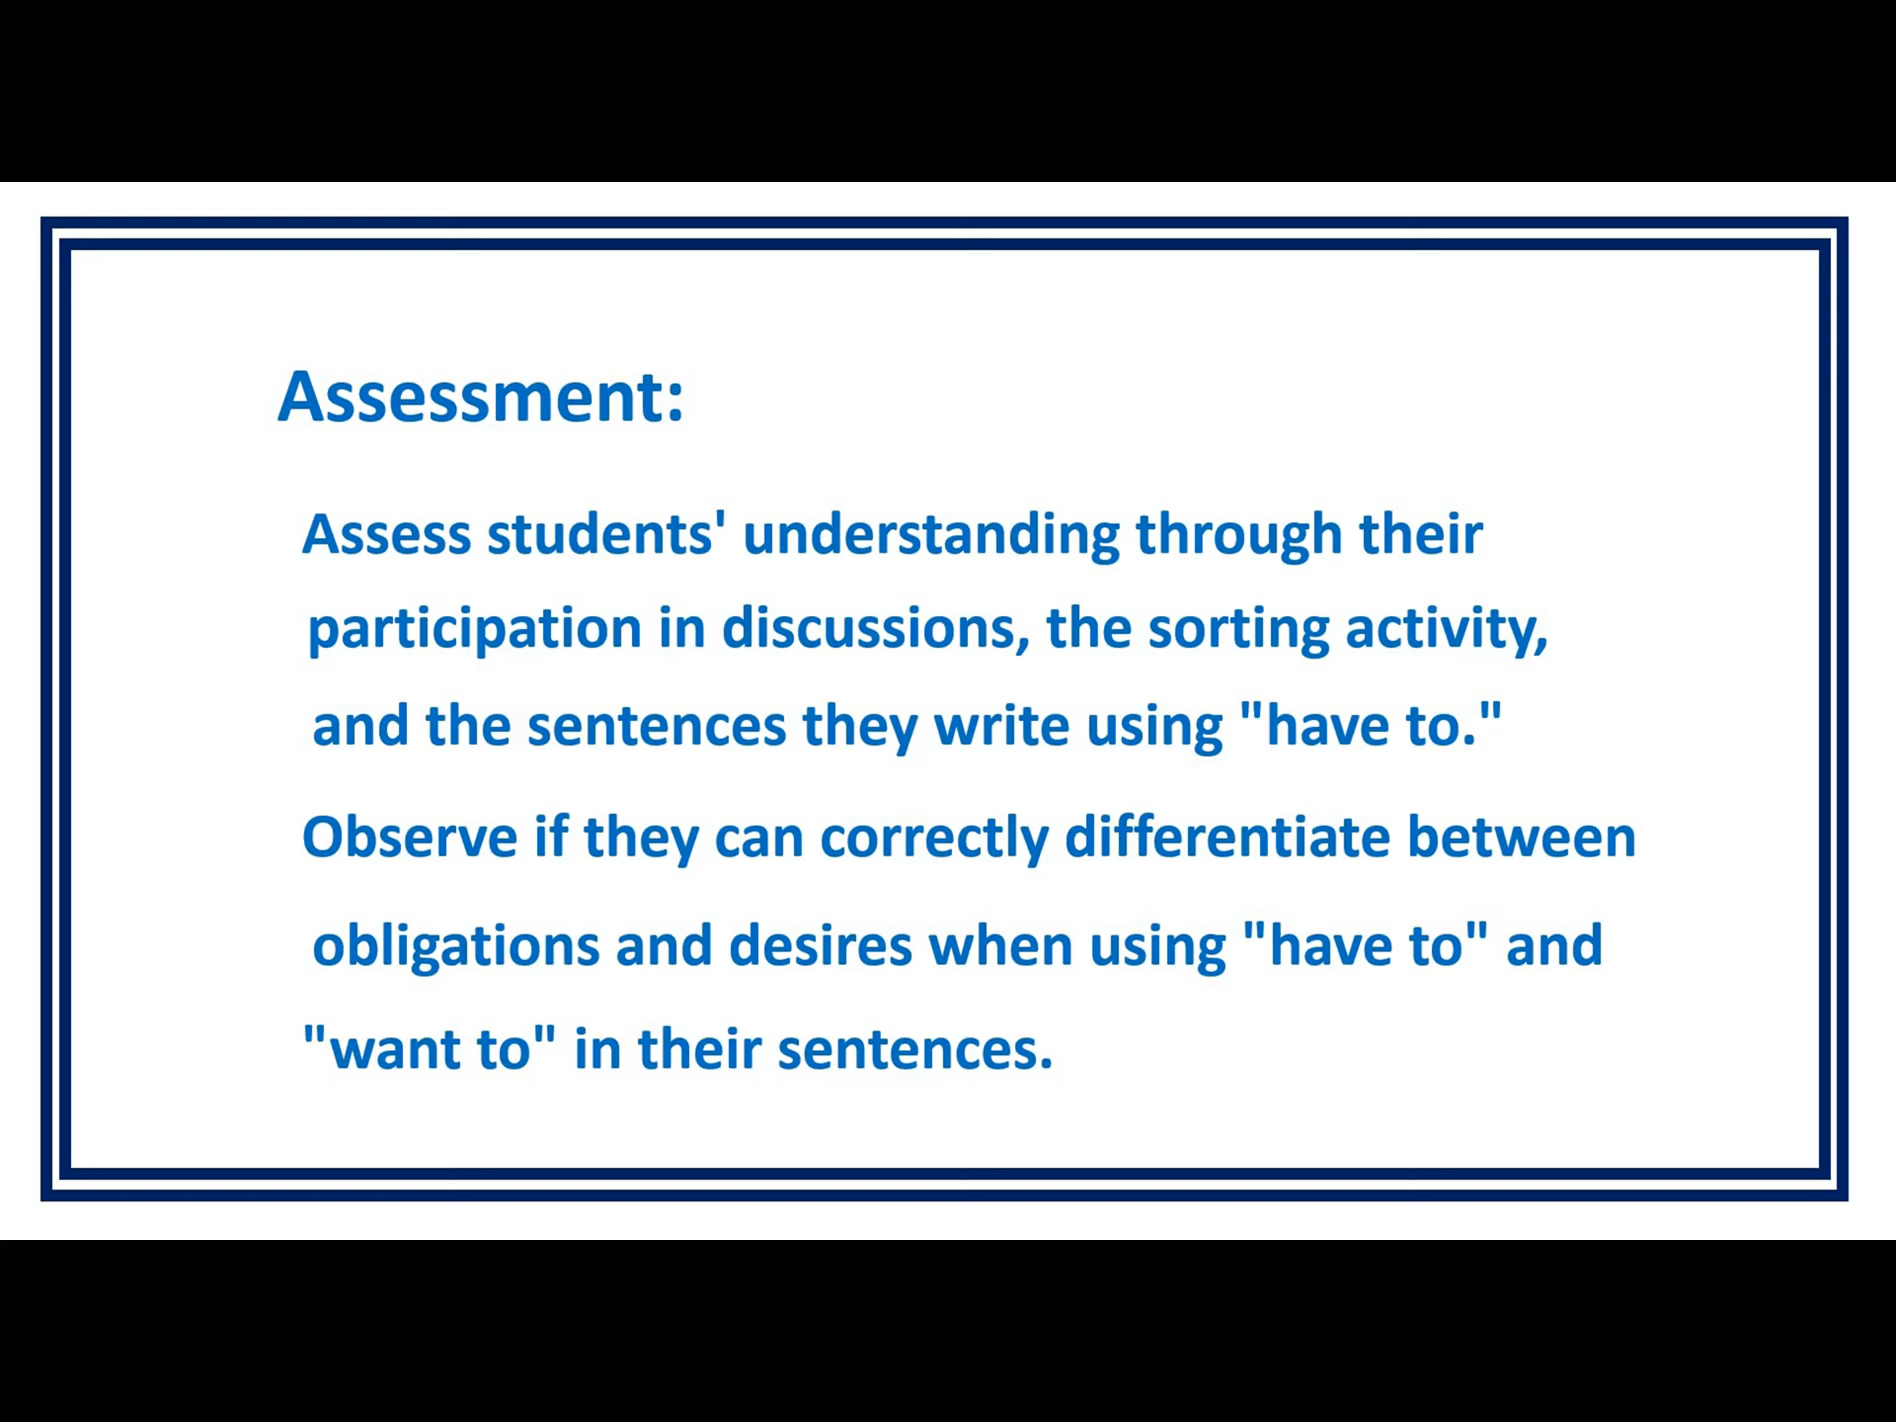 Assessment:
Assess students' understanding through their
participation in discussions, the sorting activity,
and the sentences they write using "have to."
Observe if they can correctly differentiate between
obligations and desires when using "have to" and
"want to" in their sentences.